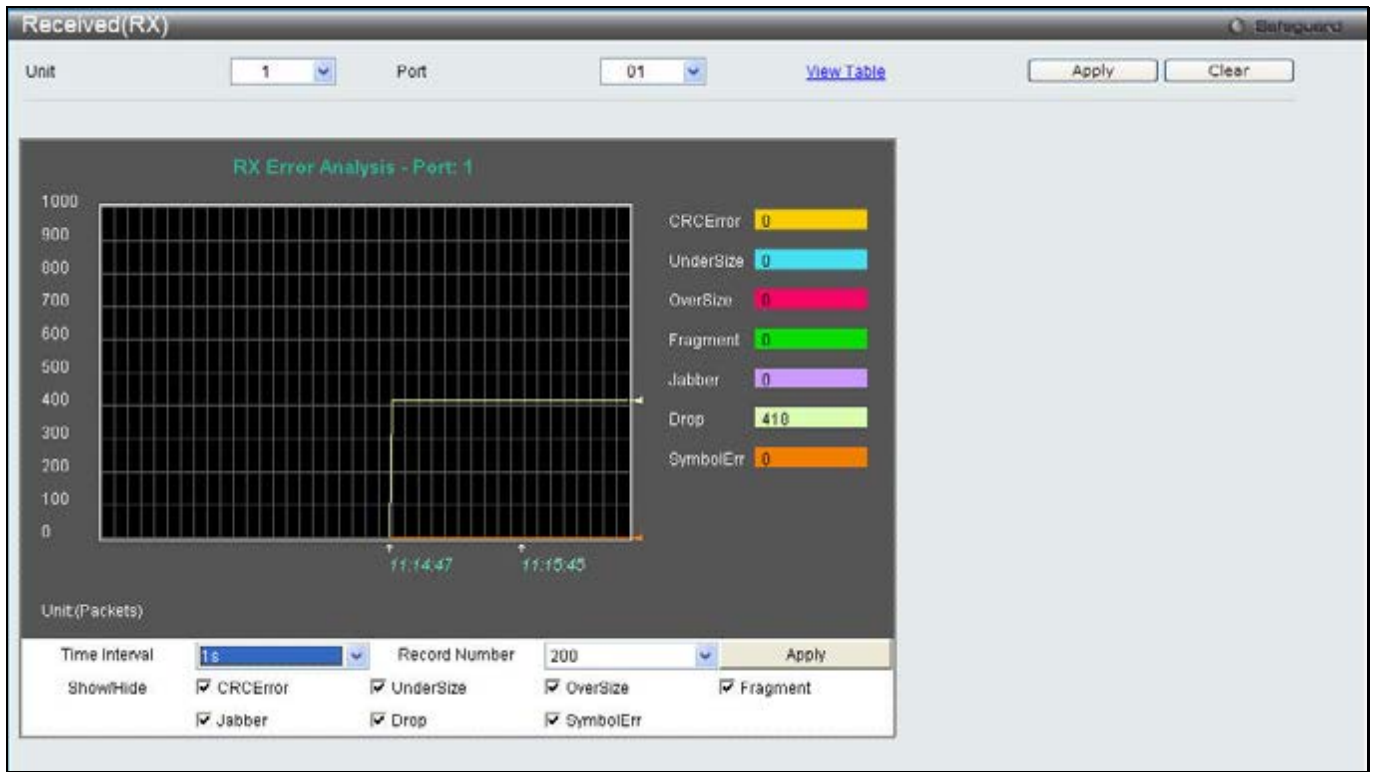 Received(RX)
Safeguard
Unit 1 Port 01 View Table Apply Clear
RX Error Analysis - Port: 1
1000
900
800
700
600
500
400
300
200
100
0
11:14:47 11:15:45
CRCError 0
UnderSize 0
OverSize 0
Fragment 0
Jabber 0
Drop 418
SymbolErr 0
Unit:(Packets)
Time Interval 1s Record Number 200 Apply
Show/Hide CRCError UnderSize OverSize Fragment
Jabber Drop SymbolErr